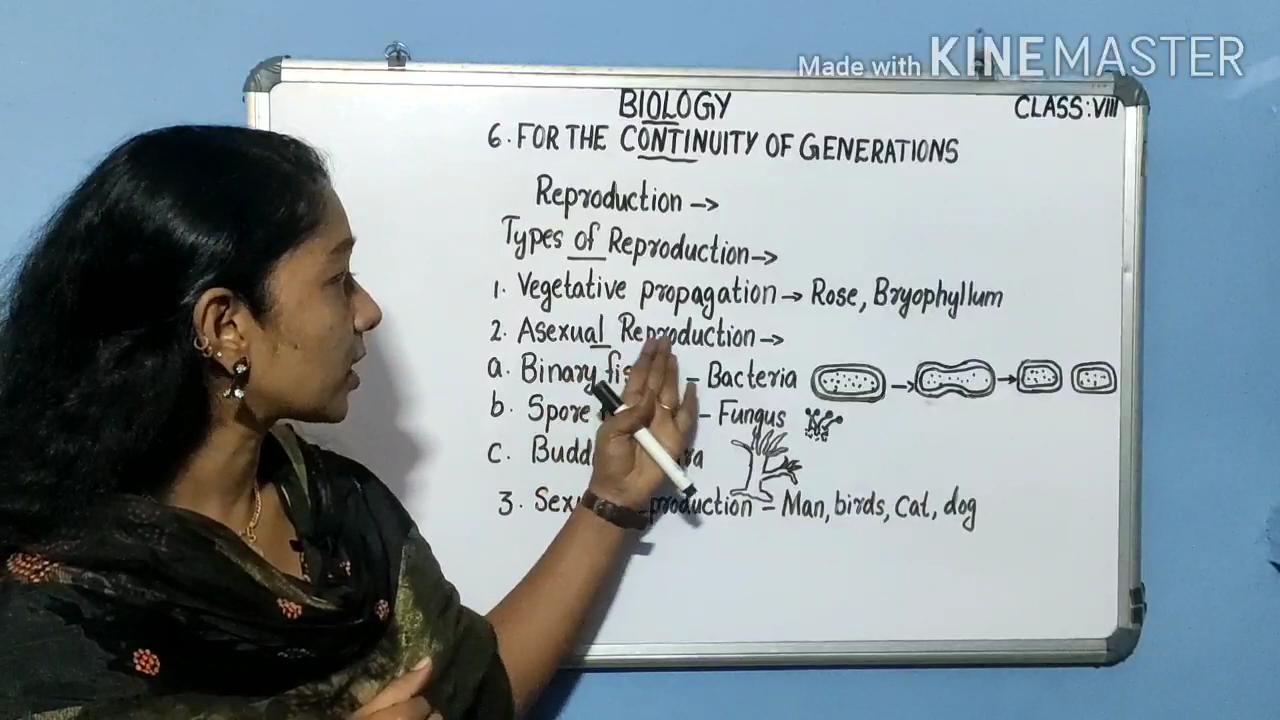 Made with KINEMASTER
BIOLOGY
CLASS:VIII
6. FOR THE CONTINUITY OF GENERATIONS
Reproduction →
Types of Reproduction →
1. Vegetative propagation → Rose, Bryophyllum
2. Asexual Reproduction →
a. Binary - Bacteria
b. Spore - Fungus
c.
3. - Man, birds, Cat, dog